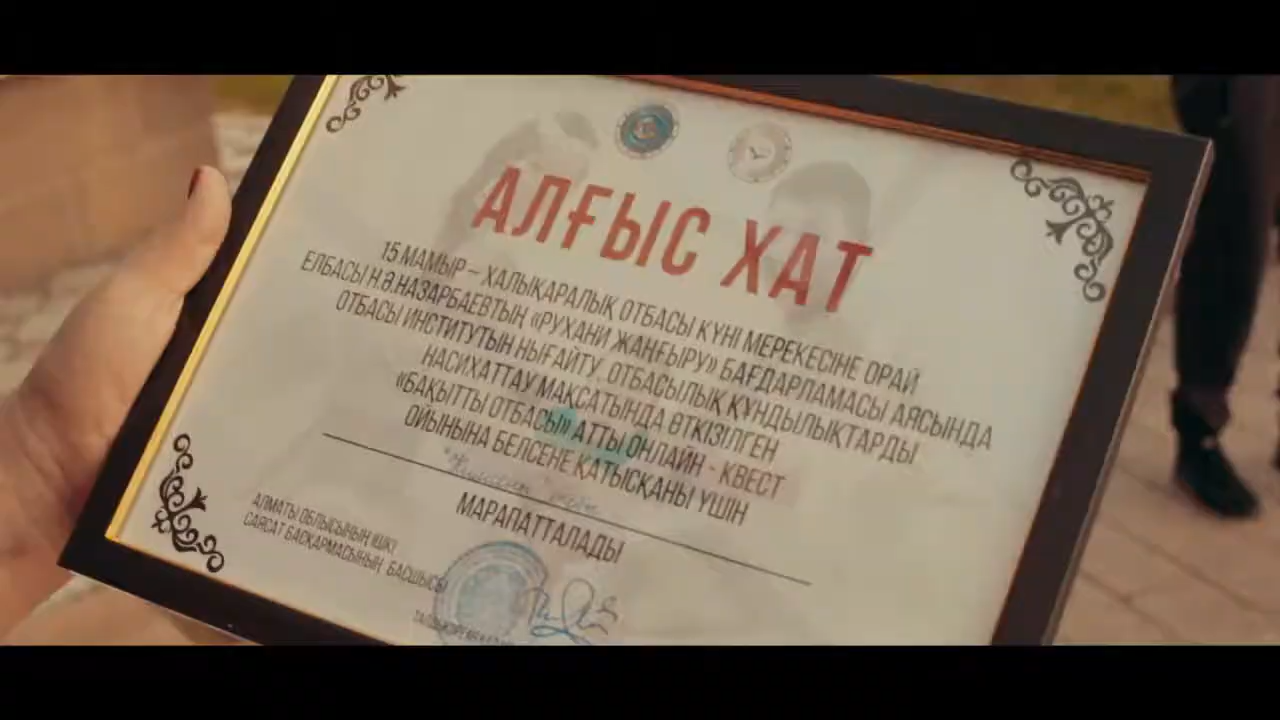 АЛҒЫС ХАТ
15 МАМЫР – ХАЛЫҚАРАЛЫҚ ОТБАСЫ КҮНІ МЕРЕКЕСІНЕ ОРАЙ
ЕЛБАСЫ Н.Ә.НАЗАРБАЕВТЫҢ «РУХАНИ ЖАҢҒЫРУ» БАҒДАРЛАМАСЫ АЯСЫНДА
ОТБАСЫ ИНСТИТУТЫН НЫҒАЙТУ, ОТБАСЫЛЫҚ ҚҰНДЫЛЫҚТАРДЫ
НАСИХАТТАУ МАҚСАТЫНДА ӨТКІЗІЛГЕН
«БАҚЫТТЫ ОТБАСЫ» АТТЫ ОНЛАЙН - КВЕСТ
ОЙЫНЫНА БЕЛСЕНЕ ҚАТЫСҚАНЫ ҮШІН
МАРАПАТТАЛАДЫ
АЛМАТЫ ОБЛЫСЫНЫҢ ІШКІ
САЯСАТ БАСҚАРМАСЫНЫҢ БАСШЫСЫ